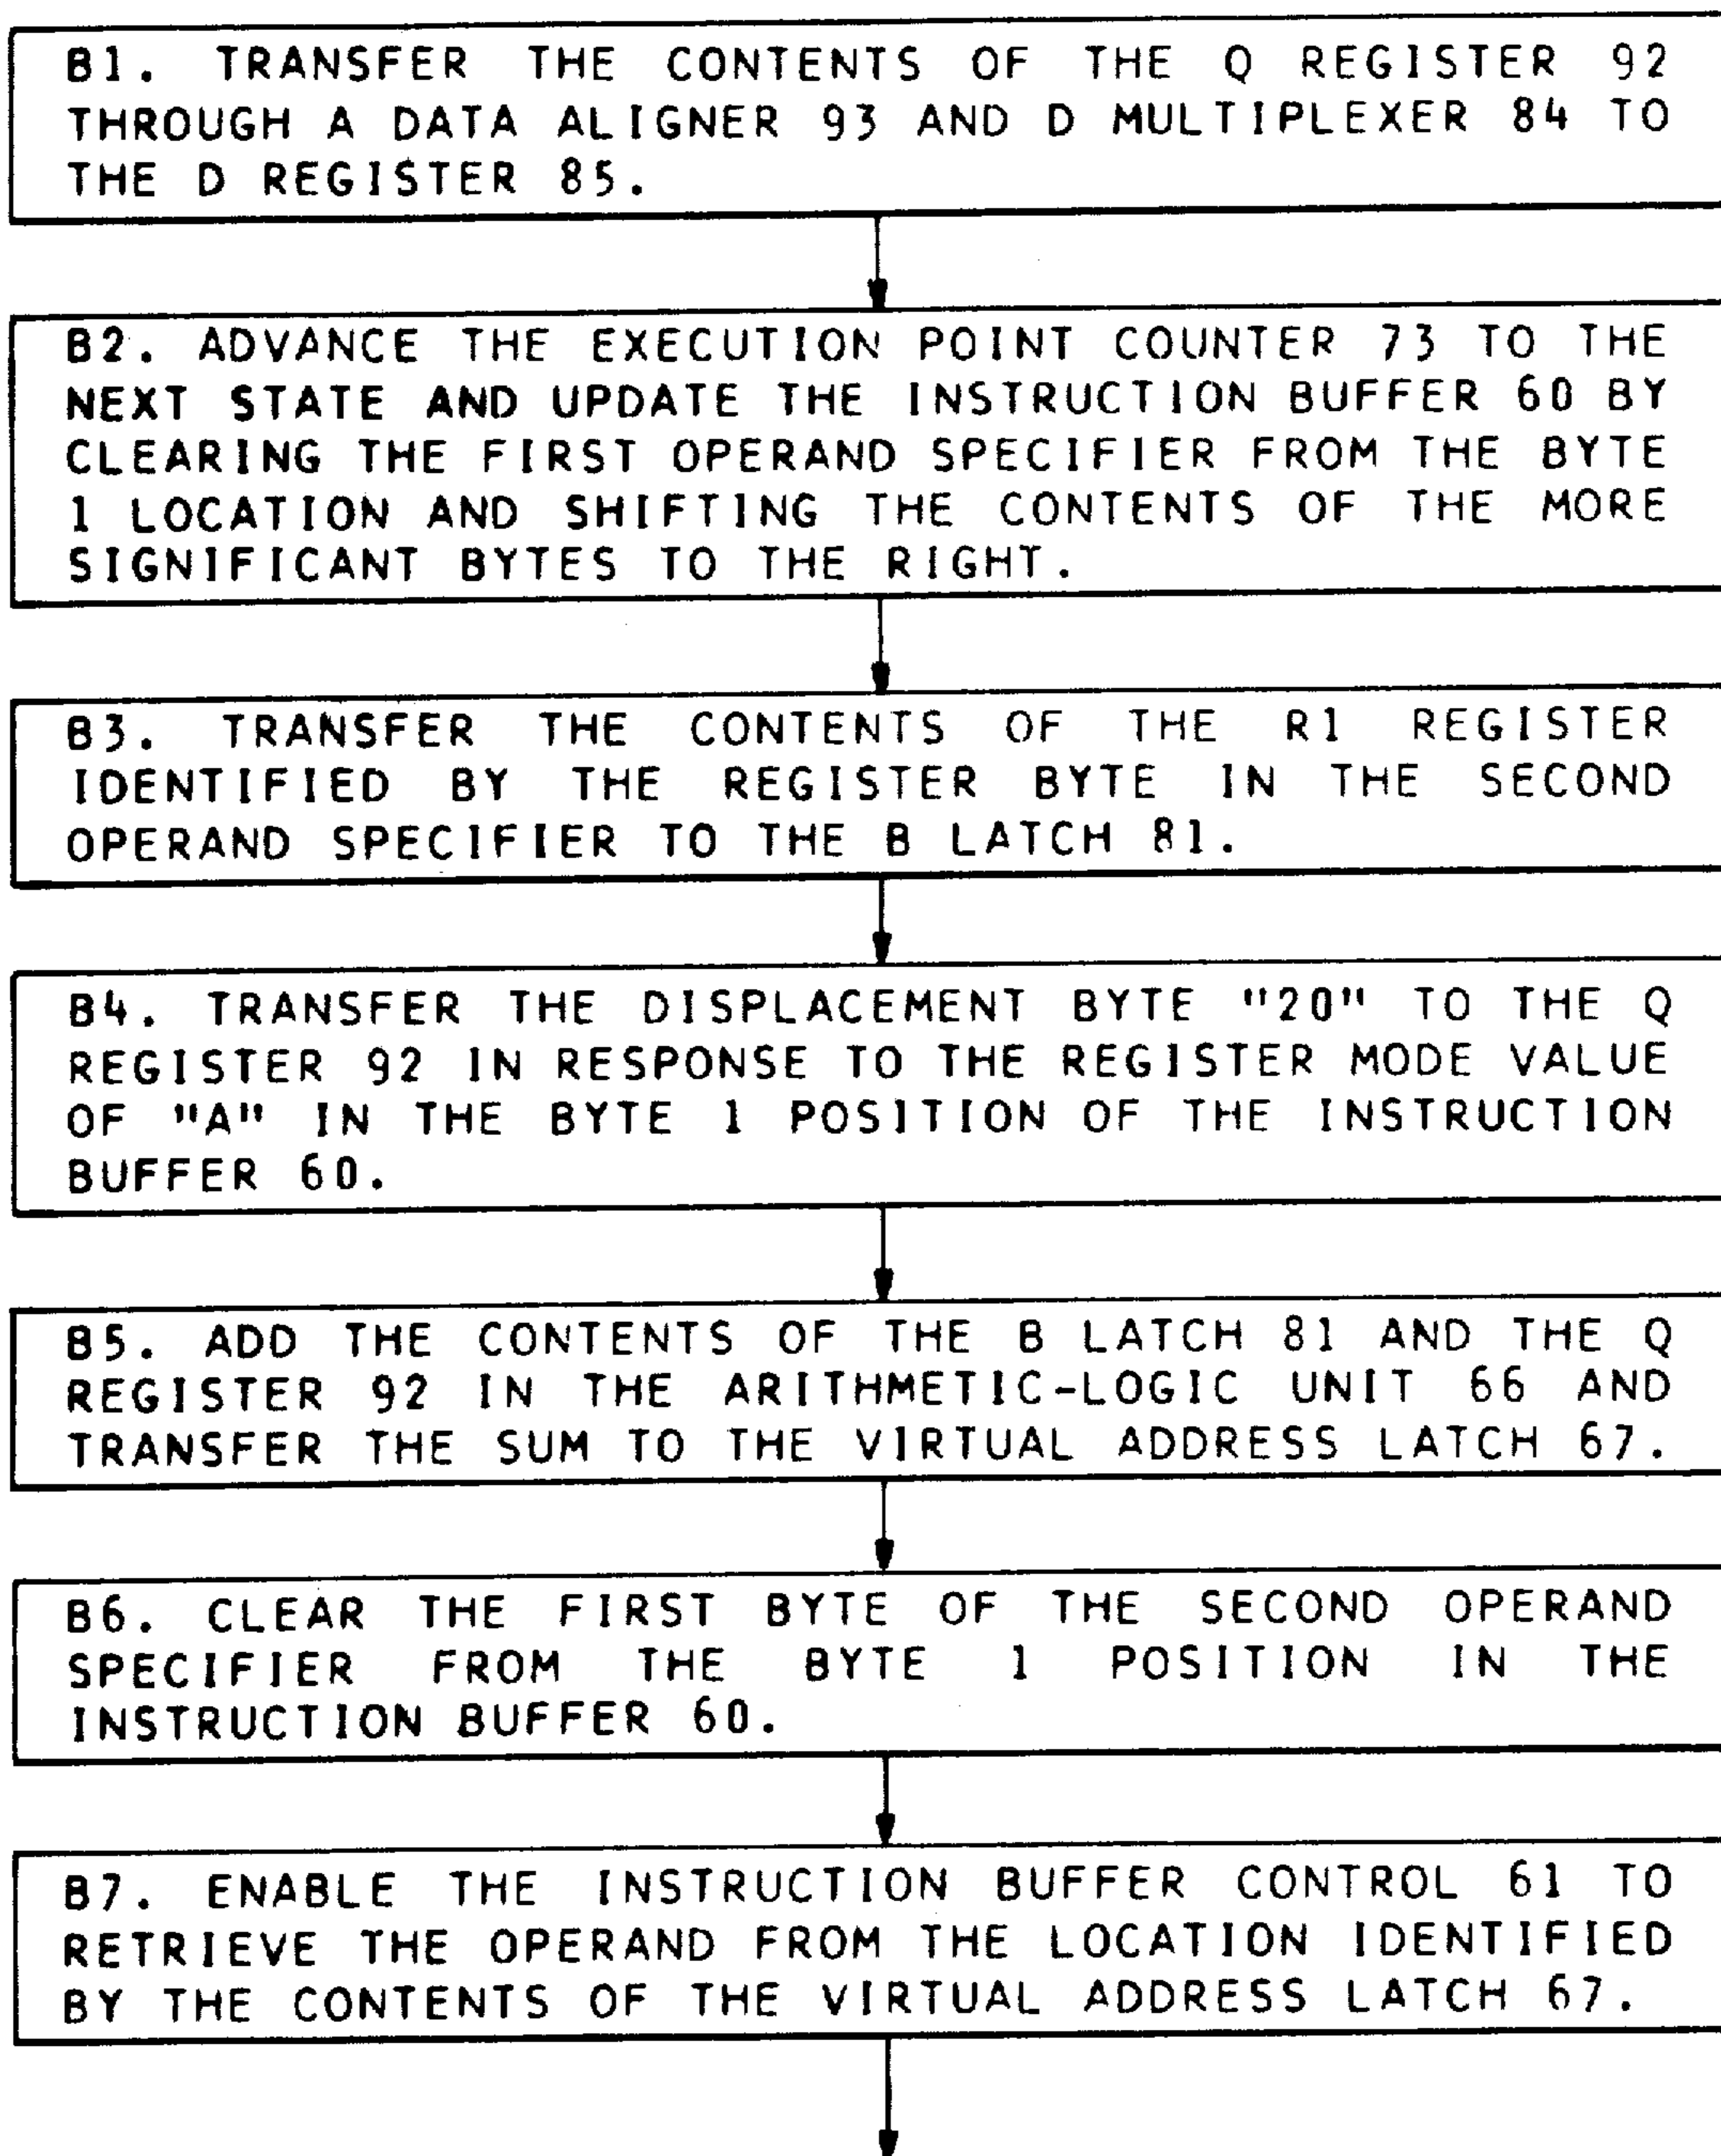 B1. TRANSFER THE CONTENTS OF THE Q REGISTER 92
THROUGH A DATA ALIGNER 93 AND D MULTIPLEXER 84 TO
THE D REGISTER 85.
B2. ADVANCE THE EXECUTION POINT COUNTER 73 TO THE
NEXT STATE AND UPDATE THE INSTRUCTION BUFFER 60 BY
CLEARING THE FIRST OPERAND SPECIFIER FROM THE BYTE
1 LOCATION AND SHIFTING THE CONTENTS OF THE MORE
SIGNIFICANT BYTES TO THE RIGHT.
B3. TRANSFER THE CONTENTS OF THE R1 REGISTER
IDENTIFIED BY THE REGISTER BYTE IN THE SECOND
OPERAND SPECIFIER TO THE B LATCH 81.
B4. TRANSFER THE DISPLACEMENT BYTE "20" TO THE Q
REGISTER 92 IN RESPONSE TO THE REGISTER MODE VALUE
OF "A" IN THE BYTE 1 POSITION OF THE INSTRUCTION
BUFFER 60.
B5. ADD THE CONTENTS OF THE B LATCH 81 AND THE Q
REGISTER 92 IN THE ARITHMETIC-LOGIC UNIT 66 AND
TRANSFER THE SUM TO THE VIRTUAL ADDRESS LATCH 67.
B6. CLEAR THE FIRST BYTE OF THE SECOND OPERAND
SPECIFIER FROM THE BYTE 1 POSITION IN THE
INSTRUCTION BUFFER 60.
B7. ENABLE THE INSTRUCTION BUFFER CONTROL 61 TO
RETRIEVE THE OPERAND FROM THE LOCATION IDENTIFIED
BY THE CONTENTS OF THE VIRTUAL ADDRESS LATCH 67.